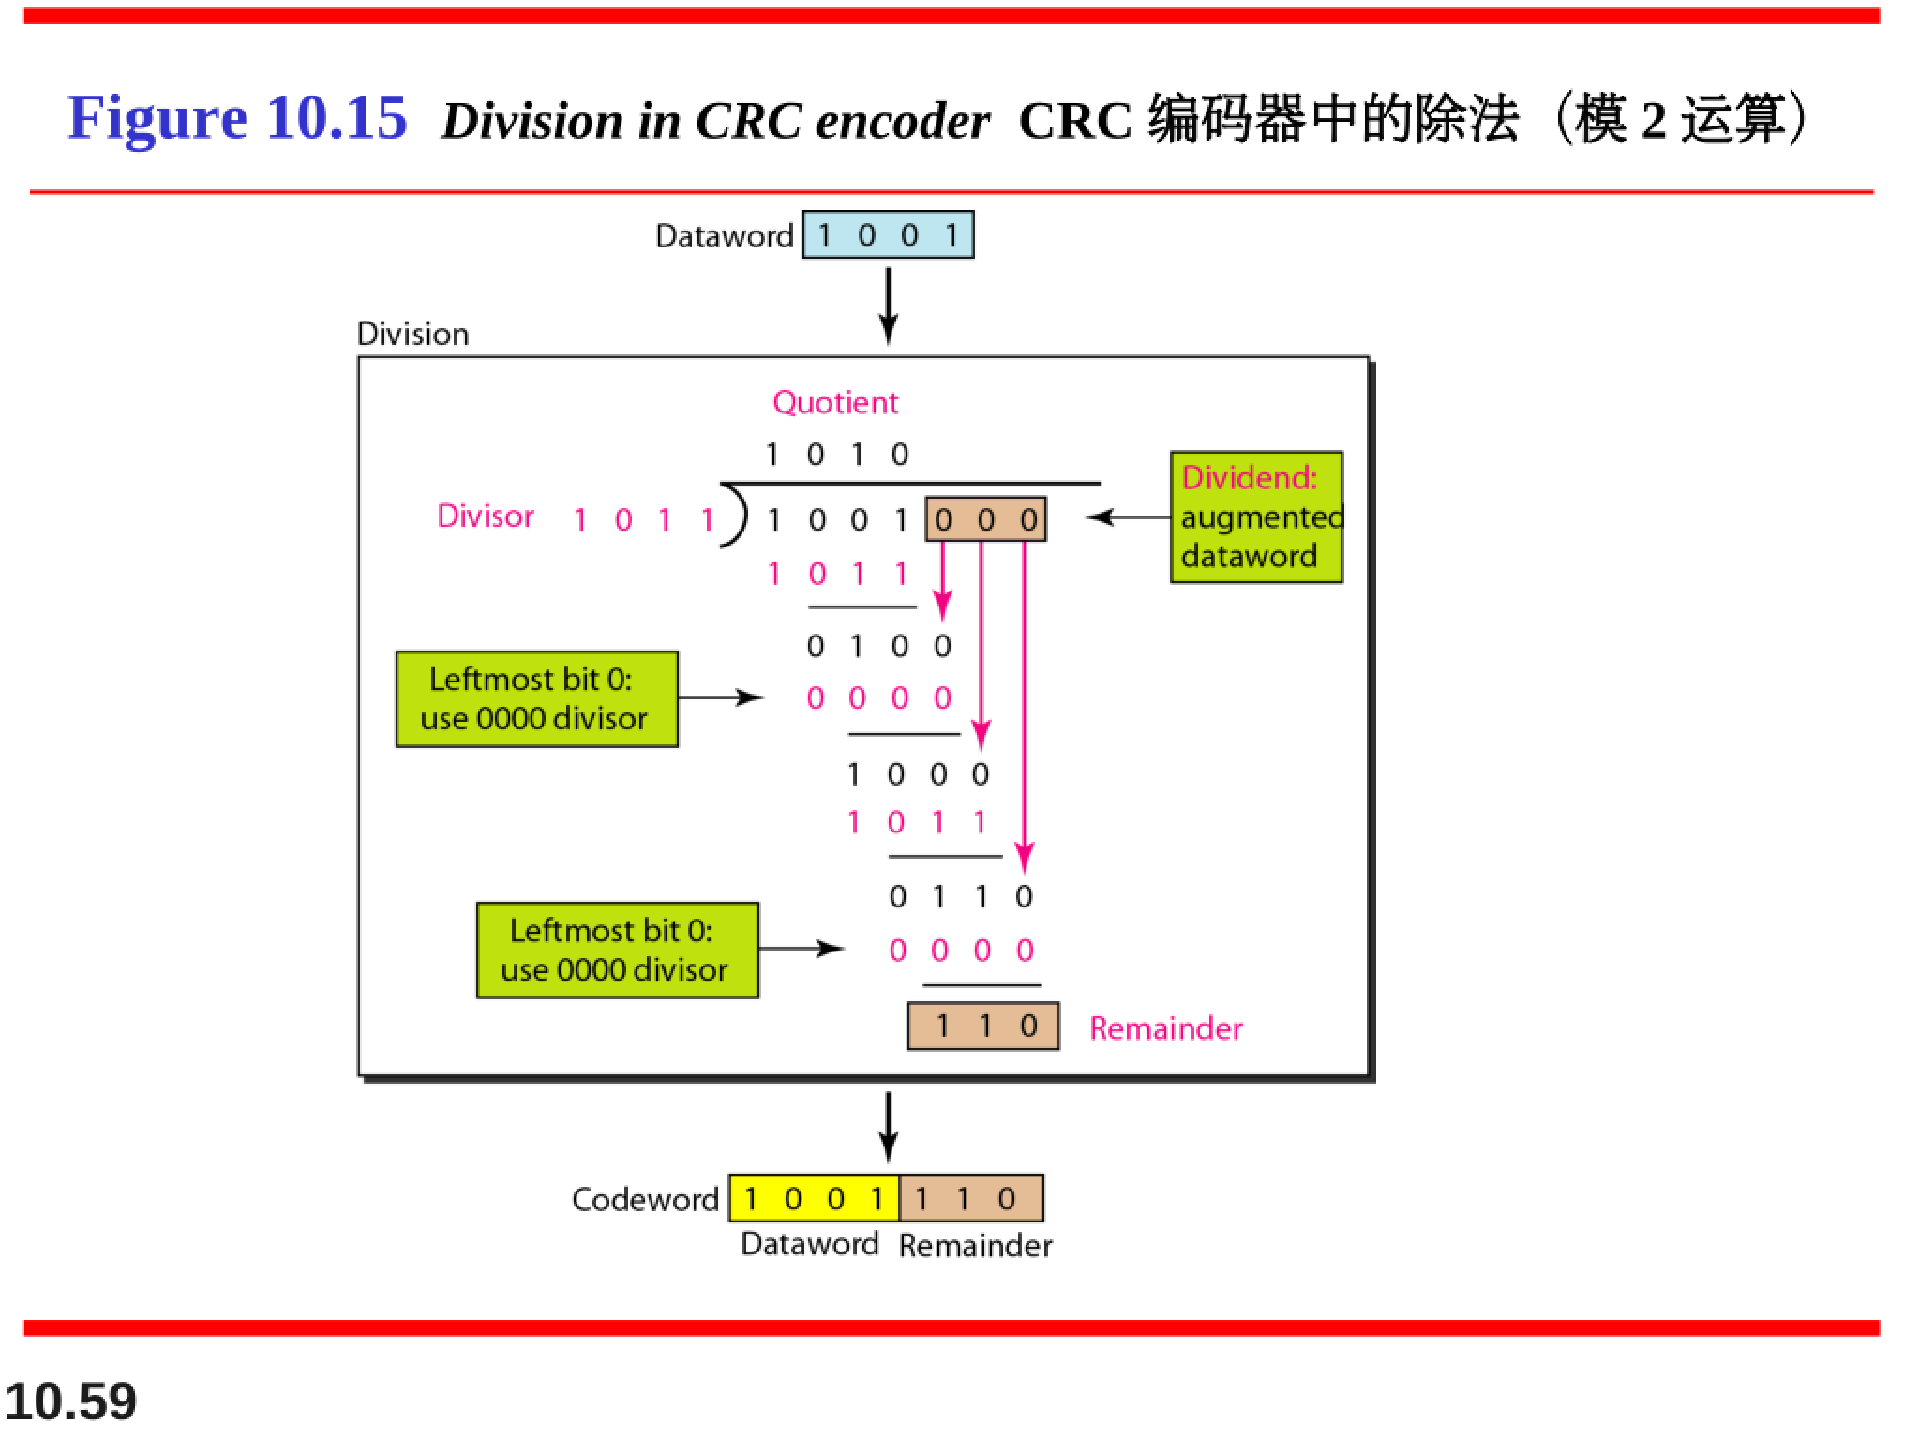 Figure 10.15 Division in CRC encoder CRC 编码器中的除法（模 2 运算）
Dataword 1 0 0 1
Division
Quotient
1 0 1 0
Divisor 1 0 1 1 1 0 0 1 0 0 0
Dividend:
augmented
dataword
1 0 1 1
0 1 0 0
Leftmost bit 0:
use 0000 divisor
0 0 0 0
1 0 0 0
1 0 1 1
0 1 1 0
Leftmost bit 0:
use 0000 divisor
0 0 0 0
1 1 0 Remainder
Codeword 1 0 0 1 1 1 0
Dataword Remainder
10.59